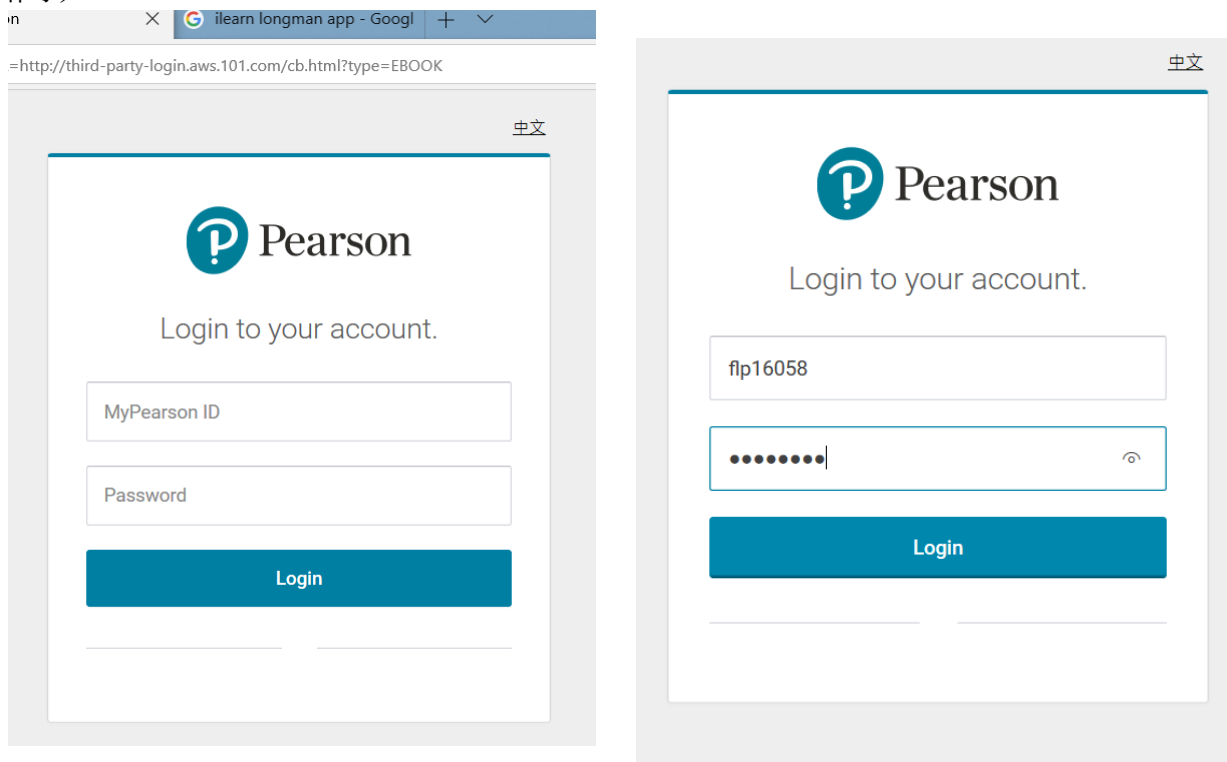 ilearn longman app - Googl
=http://third-party-login.aws.101.com/cb.html?type=EBOOK
中文
Pearson
Login to your account.
MyPearson ID
Password
Login
中文
Pearson
Login to your account.
flp16058
••••••••
Login